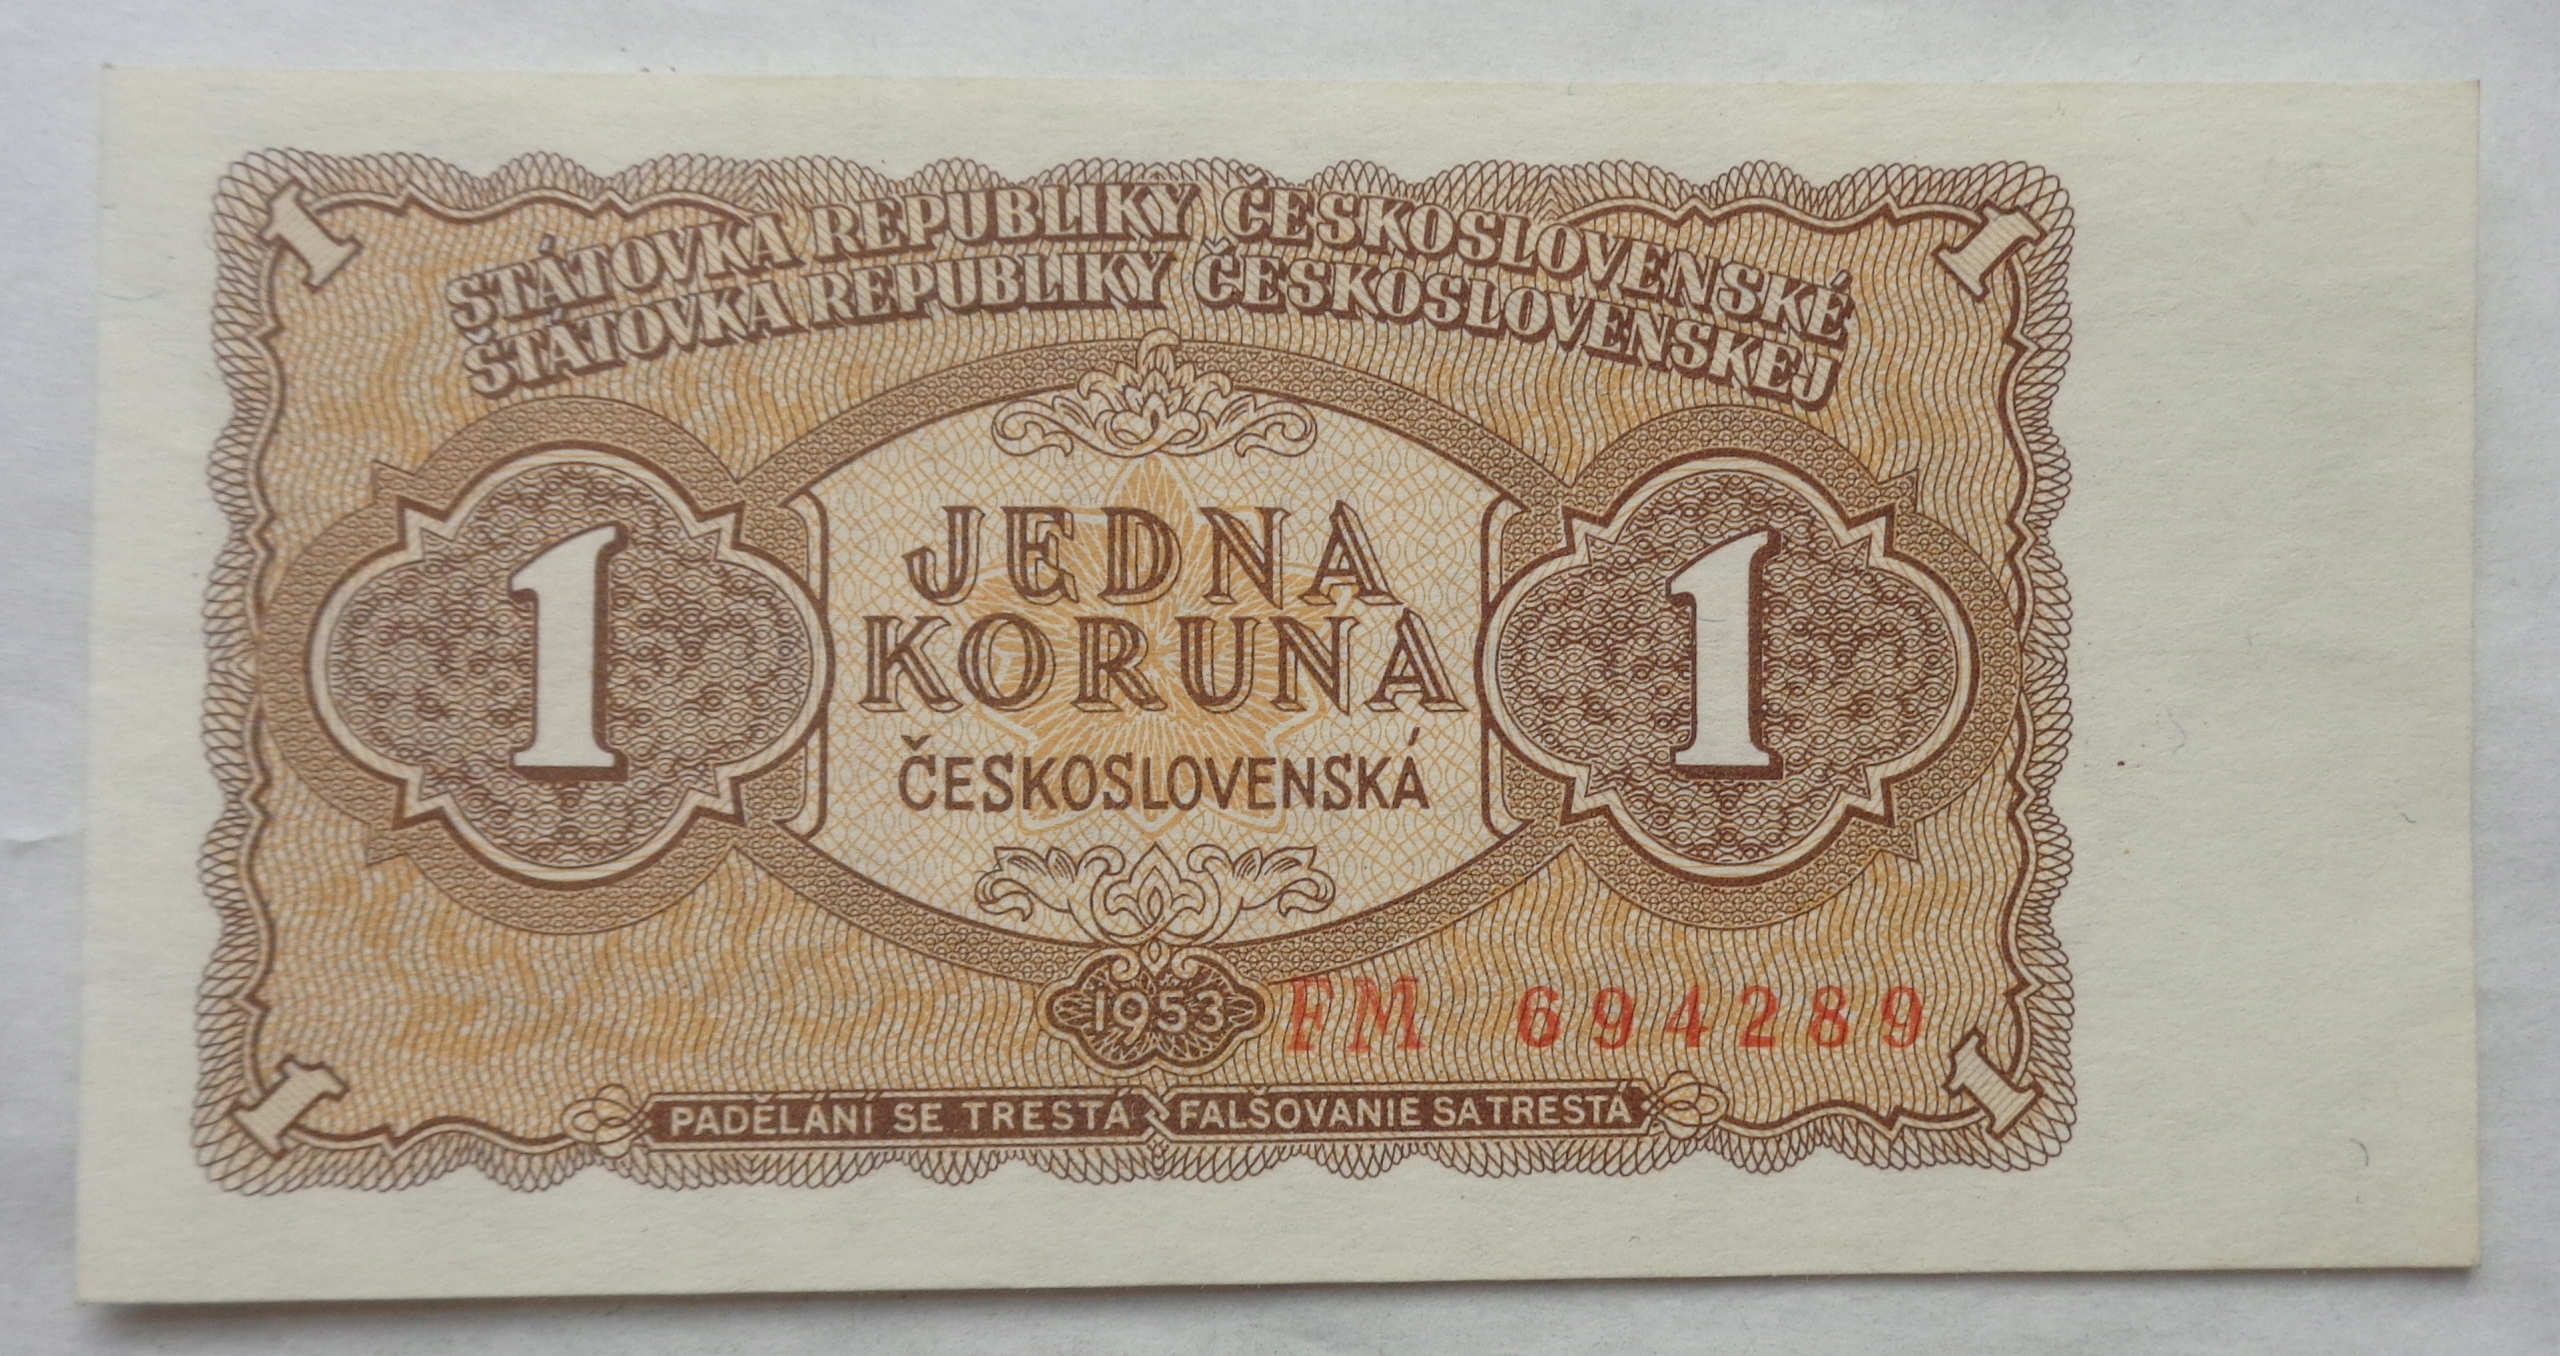 1 1
STÁTOVKA REPUBLIKY ČESKOSLOVENSKÉ
ŠTÁTOVKA REPUBLIKY ČESKOSLOVENSKEJ
1 JEDNA 1
KORUNA
ČESKOSLOVENSKÁ
1953 FM 694289
1 1
PADĚLÁNÍ SE TRESTÁ FALŠOVANIE SA TRESTÁ